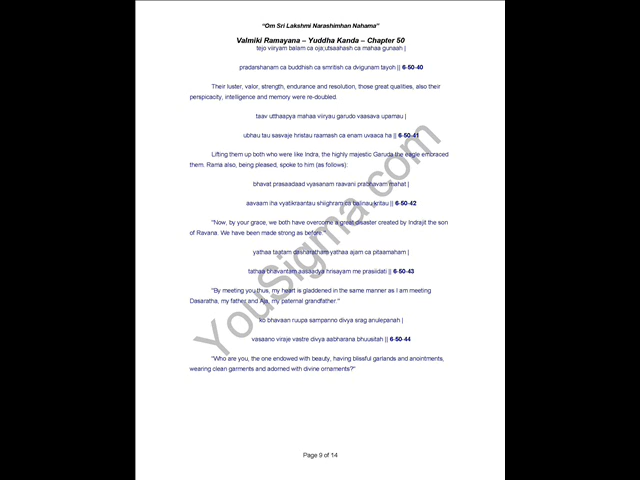 "Om Sri Lakshmi Narashimhan Nahama"
Valmiki Ramayana – Yuddha Kanda – Chapter 50
tejo viiryam balam ca oja;utsaahash ca mahaa gunaah |
pradarshanam ca buddhish ca smritish ca dvigunam tayoh || 6-50-40
Their luster, valor, strength, endurance and resolution, those great qualities, also their
perspicacity, intelligence and memory were re-doubled.
taav utthaapya mahaa viiryau garudo vaasava upamau |
ubhau tau sasvaje hristau raamash ca enam uvaaca ha || 6-50-41
Lifting them up both who were like Indra, the highly majestic Garuda the eagle embraced
them. Rama also, being pleased, spoke to him (as follows):
bhavat prasaadaad vyasanam raavani prabhavam mahat |
aavaam iha vyatikraantau shiighram ca balinau kritau || 6-50-42
"Now, by your grace, we both have overcome a great disaster created by Indrajit the son
of Ravana. We have been made strong as before."
yathaa taatam dasharatham yathaa ajam ca pitaamaham |
tathaa bhavantam aasaadya hrisayam me prasiidati || 6-50-43
"By meeting you thus, my heart is gladdened in the same manner as I am meeting
Dasaratha, my father and Aja, my paternal grandfather."
ko bhavaan ruupa sampanno divya srag anulepanah |
vasaano viraje vastre divya aabharana bhuusitah || 6-50-44
"Who are you, the one endowed with beauty, having blissful garlands and anointments,
wearing clean garments and adorned with divine ornaments?"
YouSigma.com
Page 9 of 14